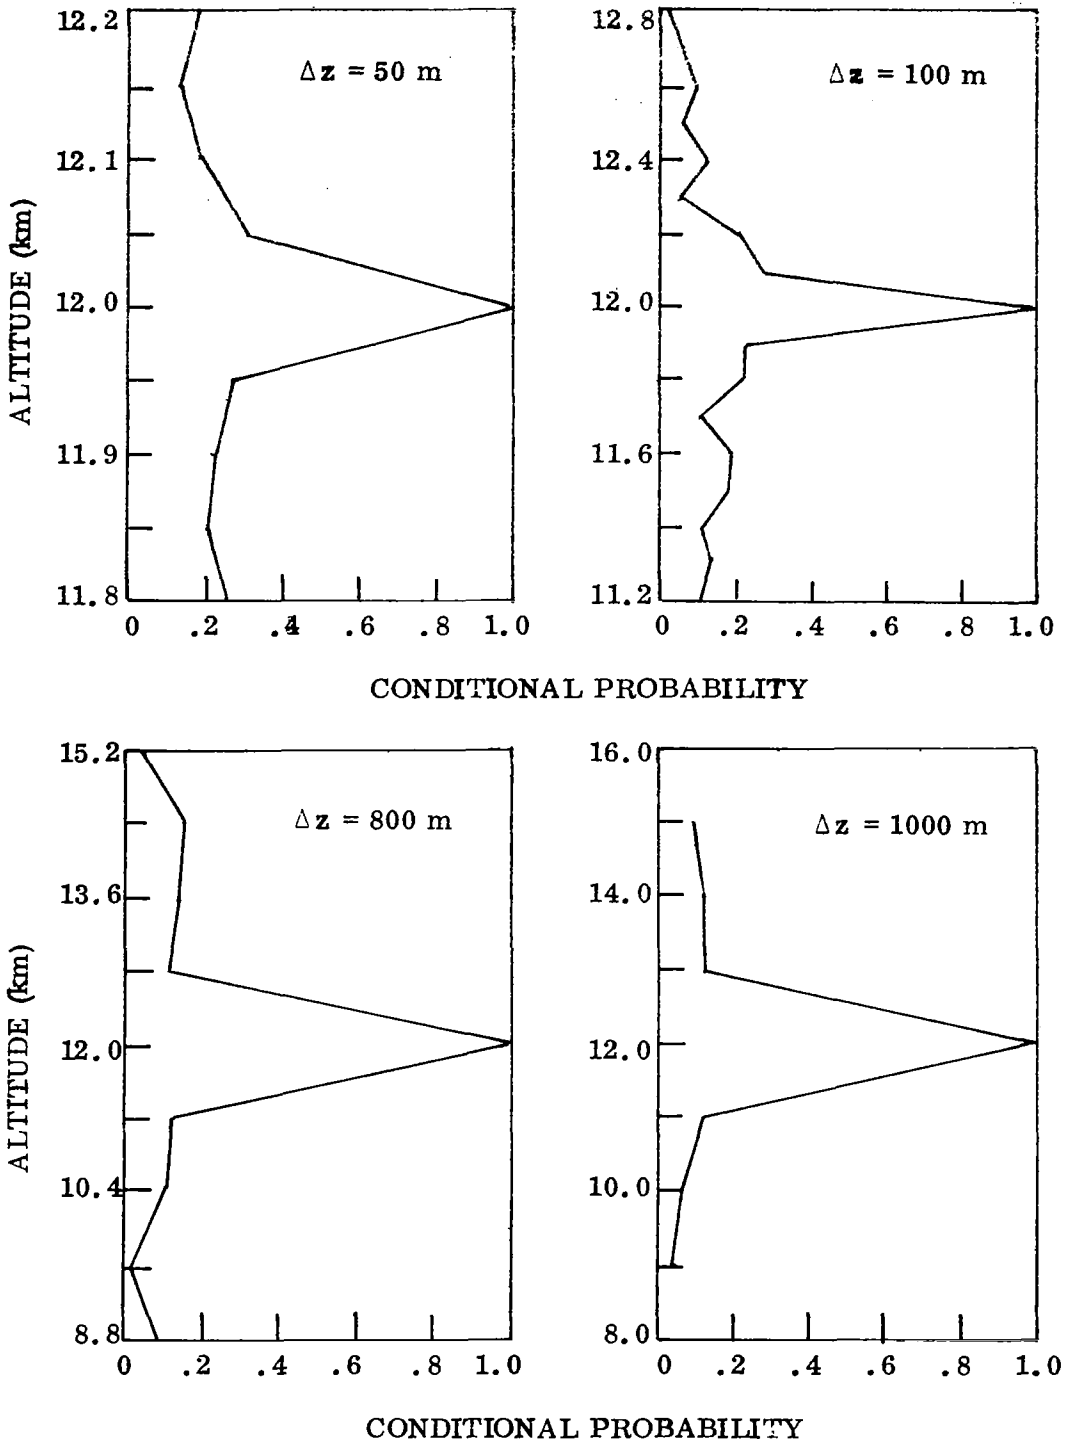 Δz = 50 m
12.2
12.1
12.0
11.9
11.8
0 .2 .4 .6 .8 1.0
Δz = 100 m
12.8
12.4
12.0
11.6
11.2
0 .2 .4 .6 .8 1.0
ALTITUDE (km)
CONDITIONAL PROBABILITY
Δz = 800 m
15.2
13.6
12.0
10.4
8.8
0 .2 .4 .6 .8 1.0
Δz = 1000 m
16.0
14.0
12.0
10.0
8.0
0 .2 .4 .6 .8 1.0
ALTITUDE (km)
CONDITIONAL PROBABILITY